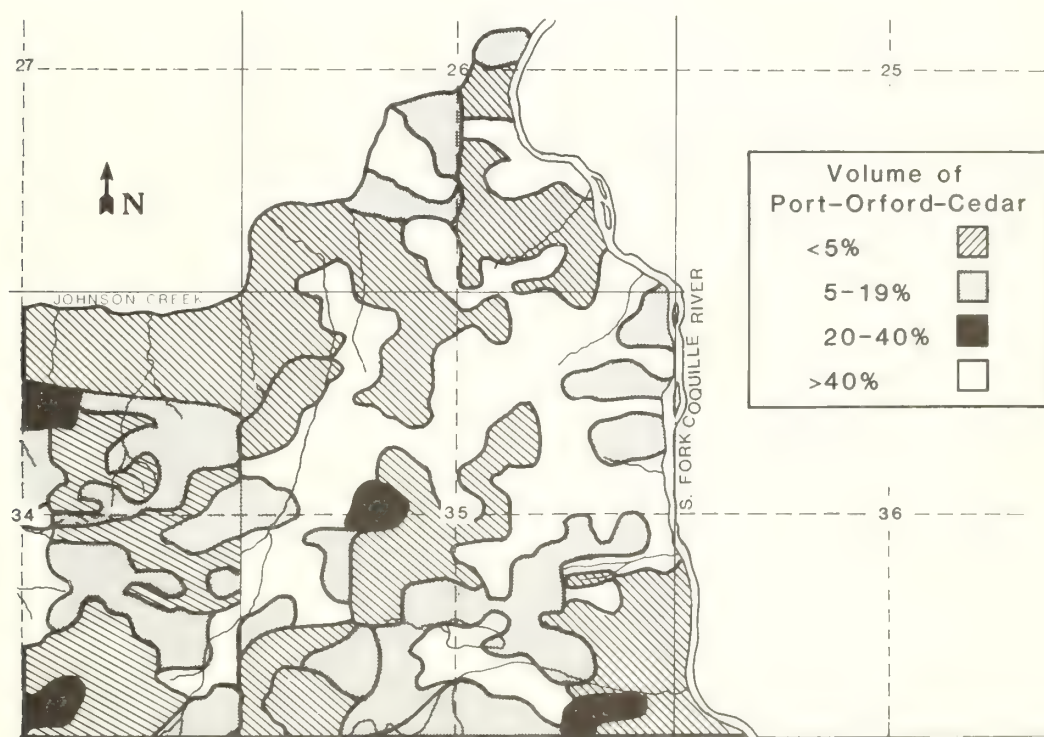 27
26
25
N
Volume of
Port-Orford-Cedar
<5%
5-19%
20-40%
>40%
JOHNSON CREEK
S. FORK COQUILLE RIVER
34
35
36